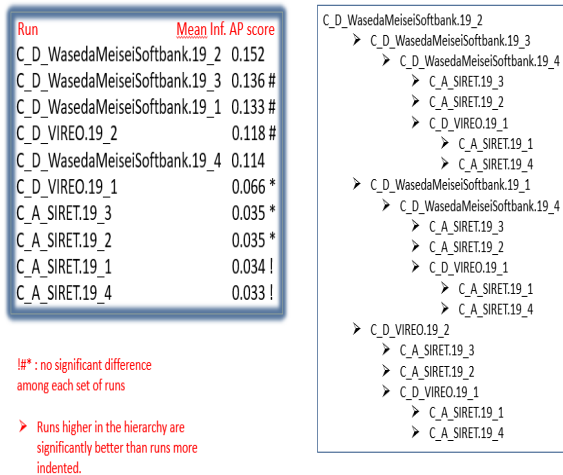 Run Mean Inf. AP score
C_D_WasedaMeiseiSoftbank.19_2 0.152
C_D_WasedaMeiseiSoftbank.19_3 0.136 #
C_D_WasedaMeiseiSoftbank.19_1 0.133 #
C_D_VIREO.19_2 0.118 #
C_D_WasedaMeiseiSoftbank.19_4 0.114
C_D_VIREO.19_1 0.066 *
C_A_SIRET.19_3 0.035 *
C_A_SIRET.19_2 0.035 *
C_A_SIRET.19_1 0.034 !
C_A_SIRET.19_4 0.033 !
!#* : no significant difference
among each set of runs
➢ Runs higher in the hierarchy are
significantly better than runs more
indented.
C_D_WasedaMeiseiSoftbank.19_2
➢ C_D_WasedaMeiseiSoftbank.19_3
➢ C_D_WasedaMeiseiSoftbank.19_4
➢ C_A_SIRET.19_3
➢ C_A_SIRET.19_2
➢ C_D_VIREO.19_1
➢ C_A_SIRET.19_1
➢ C_A_SIRET.19_4
➢ C_D_WasedaMeiseiSoftbank.19_1
➢ C_D_WasedaMeiseiSoftbank.19_4
➢ C_A_SIRET.19_3
➢ C_A_SIRET.19_2
➢ C_D_VIREO.19_1
➢ C_A_SIRET.19_1
➢ C_A_SIRET.19_4
➢ C_D_VIREO.19_2
➢ C_A_SIRET.19_3
➢ C_A_SIRET.19_2
➢ C_D_VIREO.19_1
➢ C_A_SIRET.19_1
➢ C_A_SIRET.19_4